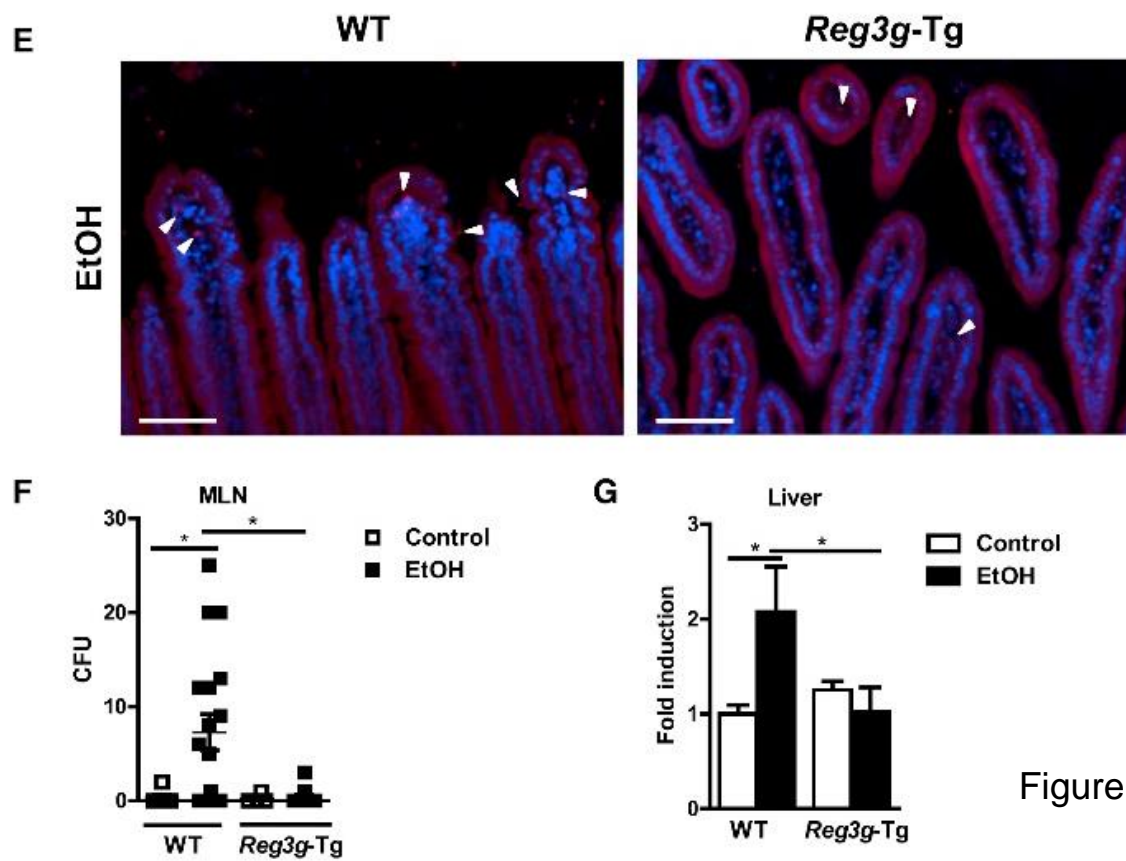 E
WT
Reg3g-Tg
EtOH
F
MLN
*
*
30
20
10
0
CFU
Control
EtOH
WT
Reg3g-Tg
G
Liver
*
*
3
2
1
0
Fold induction
Control
EtOH
WT
Reg3g-Tg
Figure